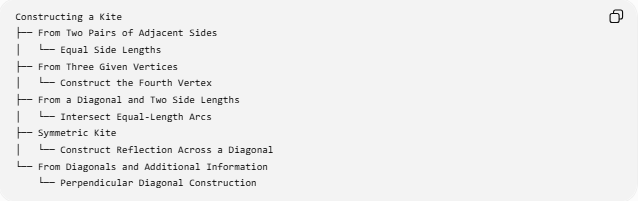 Constructing a Kite
├── From Two Pairs of Adjacent Sides
│   └── Equal Side Lengths
├── From Three Given Vertices
│   └── Construct the Fourth Vertex
├── From a Diagonal and Two Side Lengths
│   └── Intersect Equal-Length Arcs
├── Symmetric Kite
│   └── Construct Reflection Across a Diagonal
└── From Diagonals and Additional Information
    └── Perpendicular Diagonal Construction